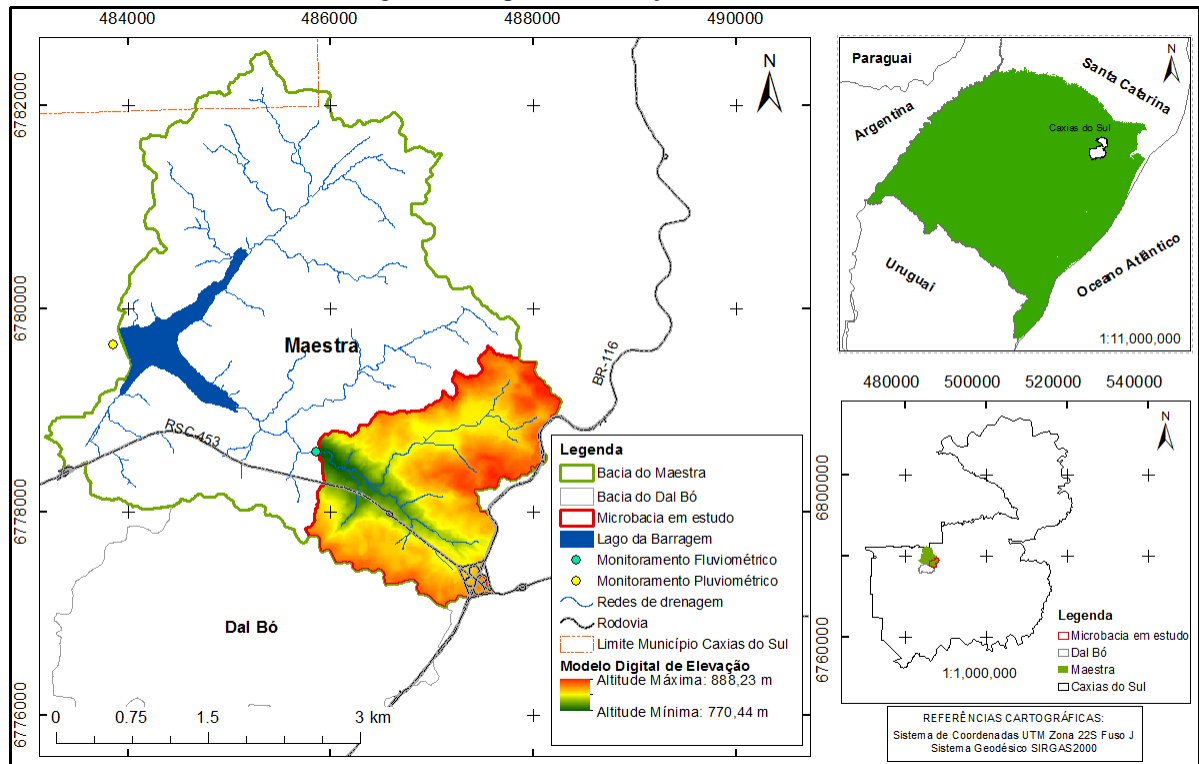 484000
486000
488000
490000
6782000
6780000
6778000
6776000
N
Maestra
BR-116
RSC-453
Dal Bó
0
0.75
1.5
3 km
Legenda
Bacia do Maestra
Bacia do Dal Bó
Microbacia em estudo
Lago da Barragem
Monitoramento Fluviométrico
Monitoramento Pluviométrico
Redes de drenagem
Rodovia
Limite Município Caxias do Sul
Modelo Digital de Elevação
Altitude Máxima: 888,23 m
Altitude Mínima: 770,44 m
Paraguai
N
Santa Catarina
Argentina
Caxias do Sul
Uruguai
Oceano Atlântico
1:11,000,000
480000
500000
520000
540000
6800000
6760000
N
Legenda
Microbacia em estudo
Dal Bó
Maestra
Caxias do Sul
1:1,000,000
REFERÊNCIAS CARTOGRÁFICAS:
Sistema de Coordenadas UTM Zona 22S Fuso J
Sistema Geodésico SIRGAS2000